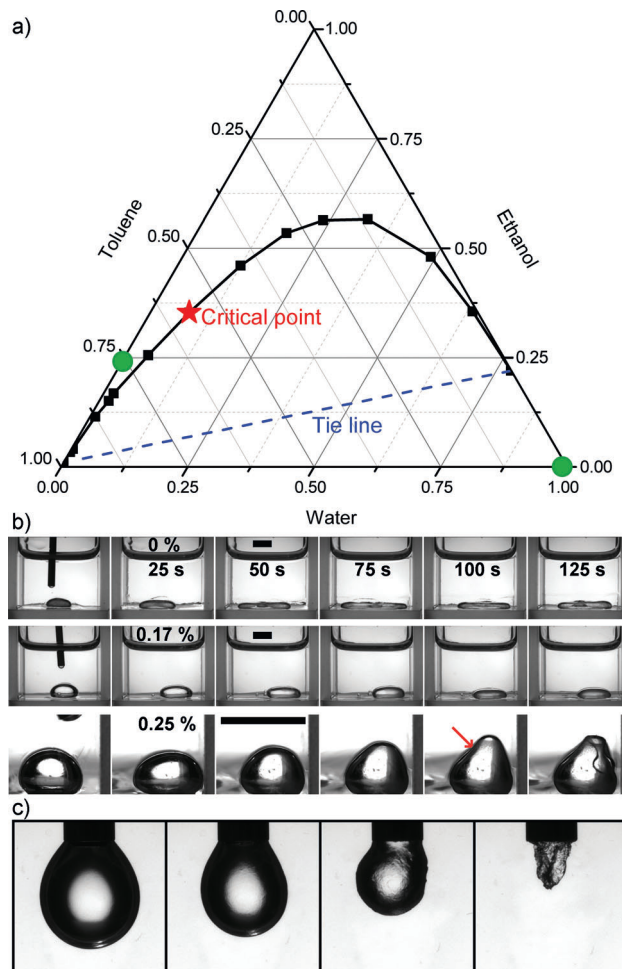 a)
0.00
1.00
0.25
0.75
Toluene
Ethanol
0.50
0.50
Critical point
0.75
0.25
Tie line
1.00
0.00
0.00
0.25
0.50
0.75
1.00
Water
b)
0 %
25 s
50 s
75 s
100 s
125 s
0.17 %
0.25 %
c)